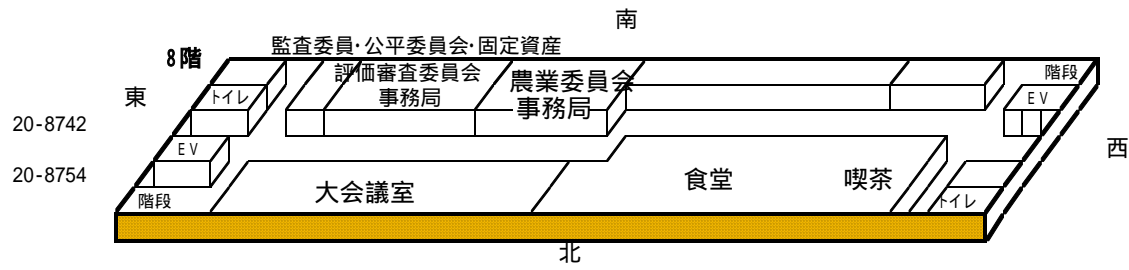 南
8階
監査委員・公平委員会・固定資産
評価審査委員会
事務局
農業委員会
事務局
階段
東
トイレ
EV
20-8742
EV
西
20-8754
大会議室
食堂
喫茶
階段
トイレ
北